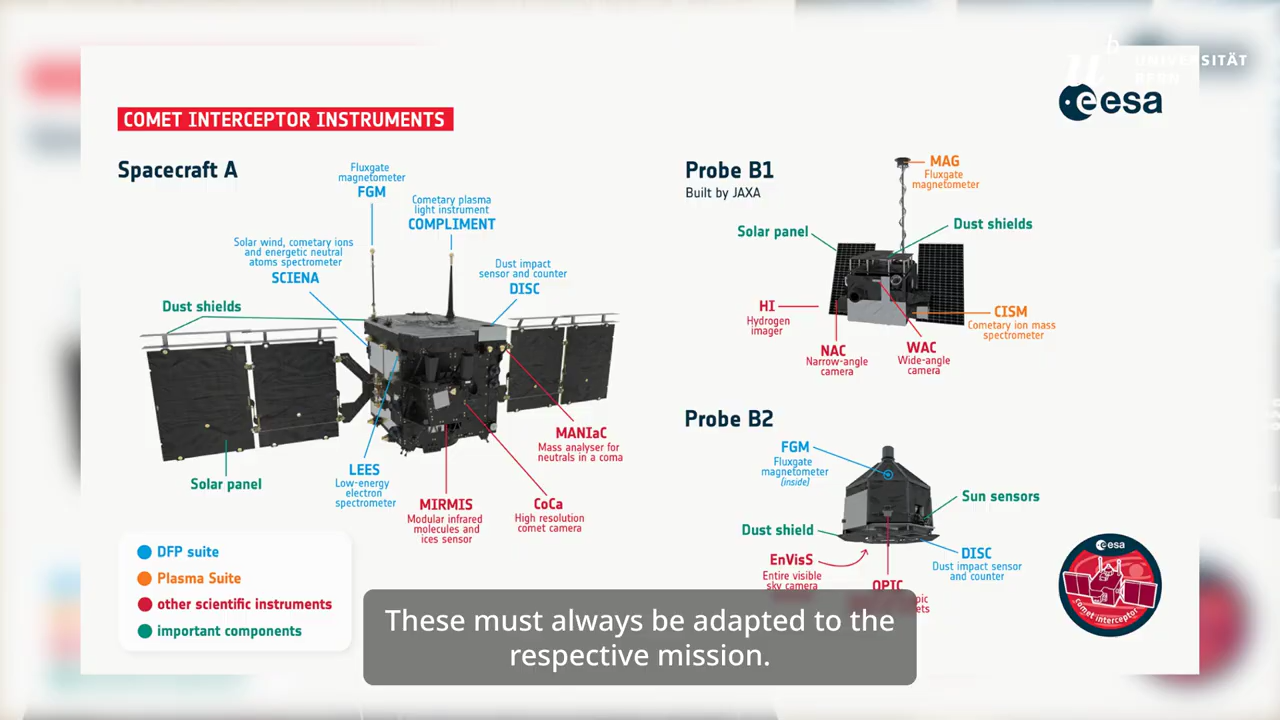 u^b
UNIVERSITÄT
BERN
esa
COMET INTERCEPTOR INSTRUMENTS
Spacecraft A
Fluxgate
magnetometer
FGM
Cometary plasma
light instrument
COMPLIMENT
Solar wind, cometary ions
and energetic neutral
atoms spectrometer
SCIENA
Dust impact
sensor and counter
DISC
Dust shields
Solar panel
LEES
Low-energy
electron
spectrometer
MIRMIS
Modular infrared
molecules and
ices sensor
CoCa
High resolution
comet camera
MANIaC
Mass analyser for
neutrals in a coma
Probe B1
Built by JAXA
MAG
Fluxgate
magnetometer
Solar panel
Dust shields
HI
Hydrogen
imager
NAC
Narrow-angle
camera
WAC
Wide-angle
camera
CISM
Cometary ion mass
spectrometer
Probe B2
FGM
Fluxgate
magnetometer
(inside)
Sun sensors
Dust shield
EnVisS
Entire visible
sky camera
OPIC
DISC
Dust impact sensor
and counter
DFP suite
Plasma Suite
other scientific instruments
important components
esa
comet interceptor
These must always be adapted to the
respective mission.